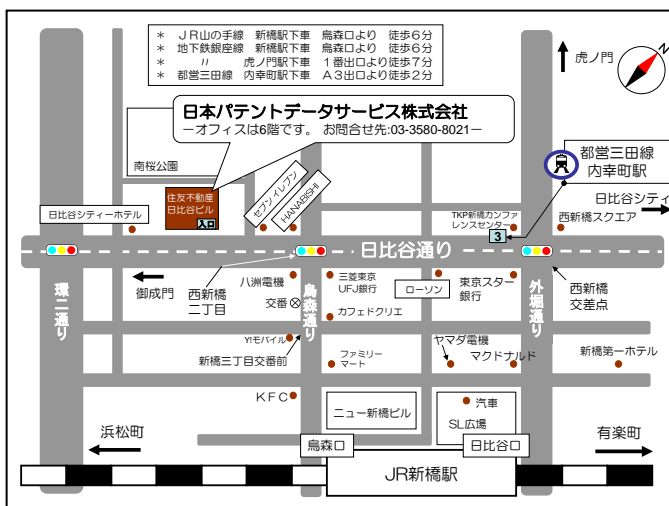 * ＪＲ山の手線 新橋駅下車 烏森口より 徒歩６分
* 地下鉄銀座線 新橋駅下車 烏森口より 徒歩６分
* 〃 虎ノ門駅下車 １番出口より徒歩７分
* 都営三田線 内幸町駅下車 Ａ３出口より徒歩２分
虎ノ門
N
日本パテントデータサービス株式会社
－オフィスは6階です。 お問合せ先:03-3580-8021－
都営三田線
内幸町駅
南桜公園
住友不動産
日比谷ビル
入口
セブンイレブン
HANABISHI
日比谷シティ
日比谷シティーホテル
TKP新橋カンファ
レンスセンター
西新橋スクエア
3
日比谷通り
御成門
西新橋
二丁目
八洲電機
交番
三菱東京
UFJ銀行
カフェドクリエ
ローソン
東京スター
銀行
西新橋
交差点
環二通り
烏森通り
外堀通り
Y!モバイル
新橋三丁目交番前
ファミリー
マート
ヤマダ電機
マクドナルド
新橋第一ホテル
ＫＦＣ
ニュー新橋ビル
汽車
SL広場
浜松町
烏森口
日比谷口
有楽町
JR新橋駅